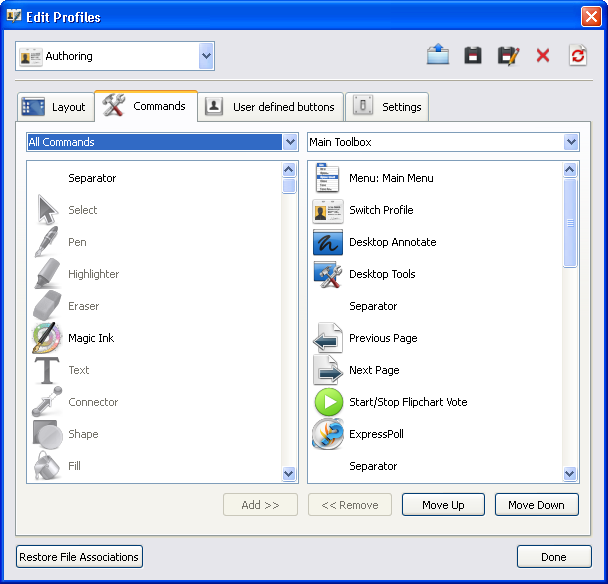 Edit Profiles
Authoring
Layout
Commands
User defined buttons
Settings
All Commands
Main Toolbox
Separator
Select
Pen
Highlighter
Eraser
Magic Ink
Text
Connector
Shape
Fill
Menu: Main Menu
Switch Profile
Desktop Annotate
Desktop Tools
Separator
Previous Page
Next Page
Start/Stop Flipchart Vote
ExpressPoll
Separator
Add >>
<< Remove
Move Up
Move Down
Restore File Associations
Done